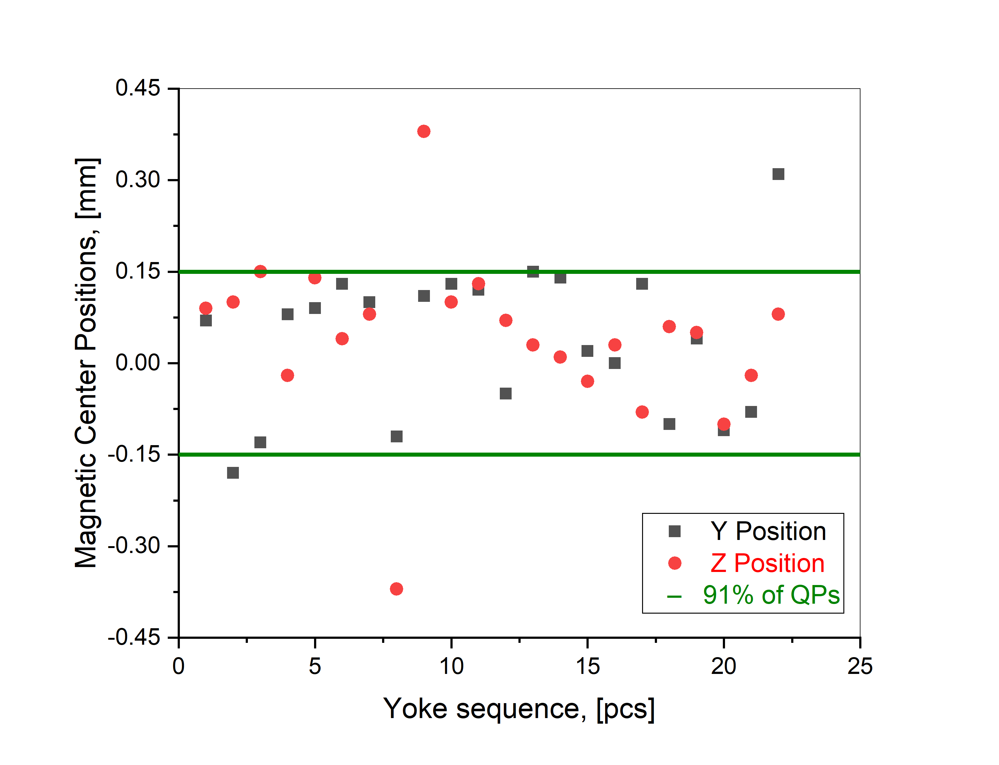 Magnetic Center Positions, [mm]
0.45
0.30
0.15
0.00
-0.15
-0.30
-0.45
Y Position
Z Position
91% of QPs
0 5 10 15 20 25
Yoke sequence, [pcs]